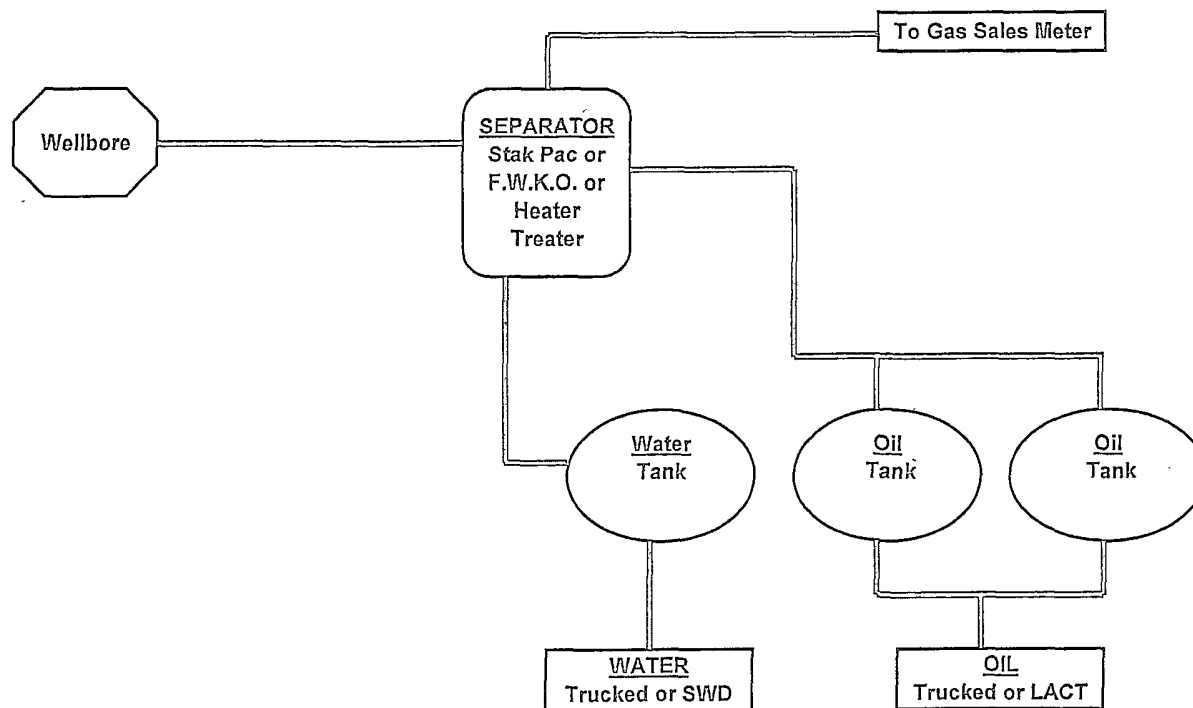 To Gas Sales Meter
Wellbore
SEPARATOR
Stak Pac or
F.W.K.O. or
Heater
Treater
Water
Tank
Oil
Tank
Oil
Tank
WATER
Trucked or SWD
OIL
Trucked or LACT